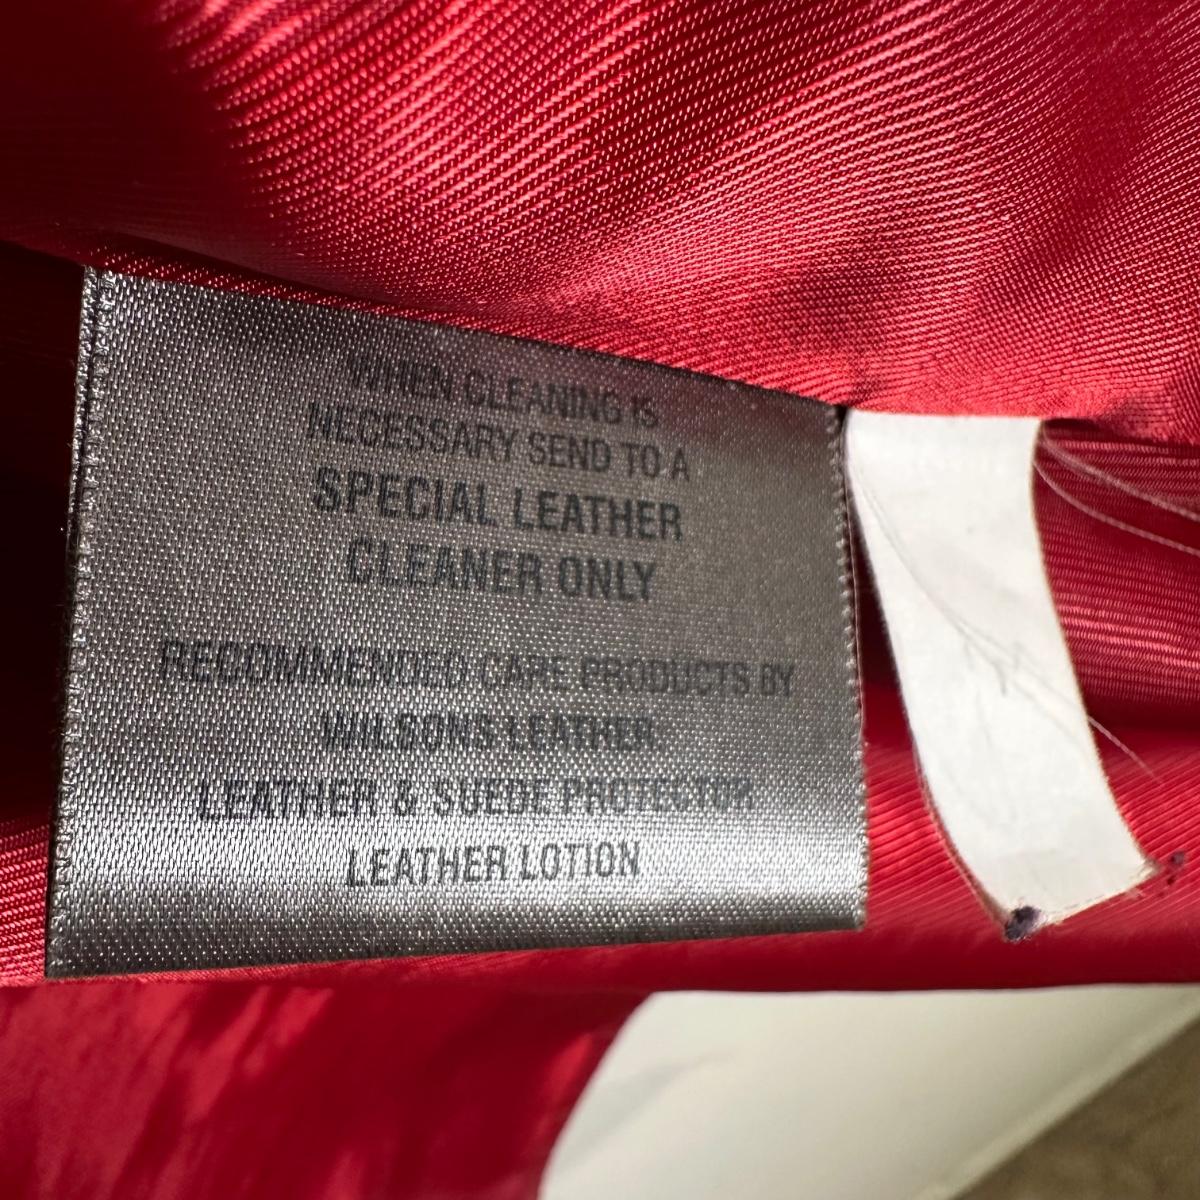 WHEN CLEANING IS
NECESSARY SEND TO A
SPECIAL LEATHER
CLEANER ONLY
RECOMMENDED CARE PRODUCTS BY
WILSONS LEATHER:
LEATHER & SUEDE PROTECTOR
LEATHER LOTION